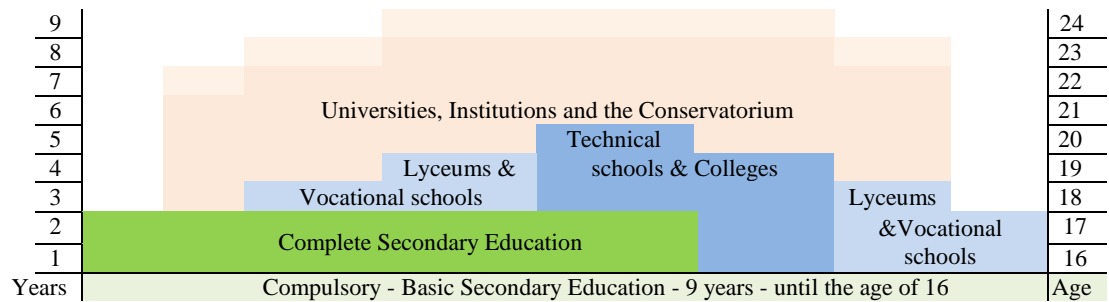 9 24
8 23
7 22
6 Universities, Institutions and the Conservatorium 21
5 Technical 20
4 Lyceums & schools & Colleges 19
3 Vocational schools Lyceums 18
2 &Vocational 17
Complete Secondary Education
1 schools 16
Years Compulsory - Basic Secondary Education - 9 years - until the age of 16 Age